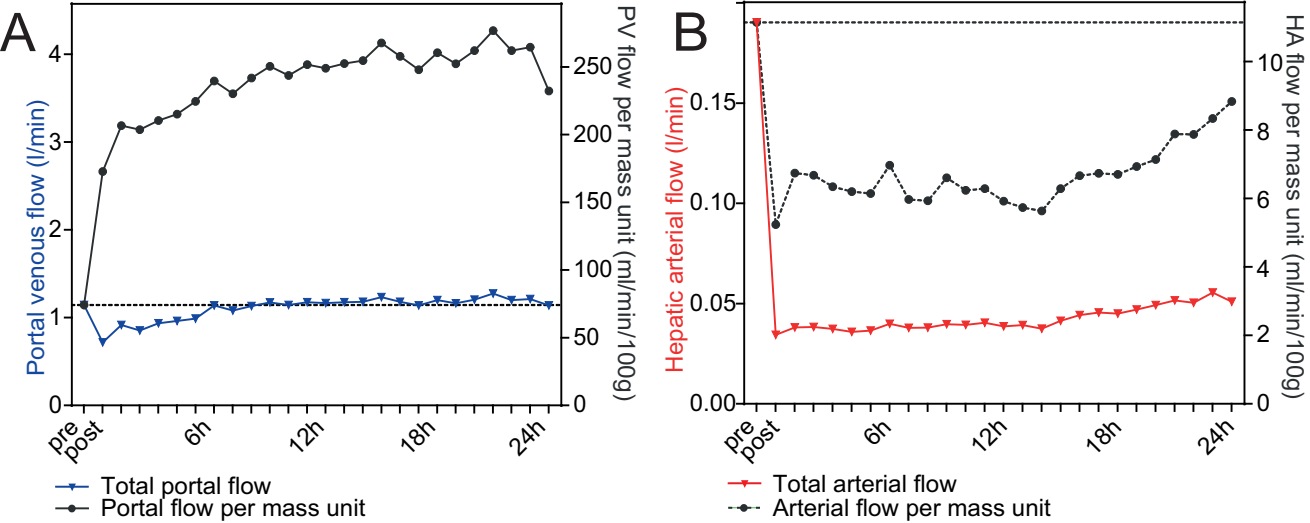 A
Portal venous flow (l/min)
4
3
2
1
0
250
200
150
100
50
0
PV flow per mass unit (ml/min/100g)
pre
post
6h
12h
18h
24h
Total portal flow
Portal flow per mass unit
B
Hepatic arterial flow (l/min)
0.15
0.10
0.05
0.00
10
8
6
4
2
0
HA flow per mass unit (ml/min/100g)
pre
post
6h
12h
18h
24h
Total arterial flow
Arterial flow per mass unit